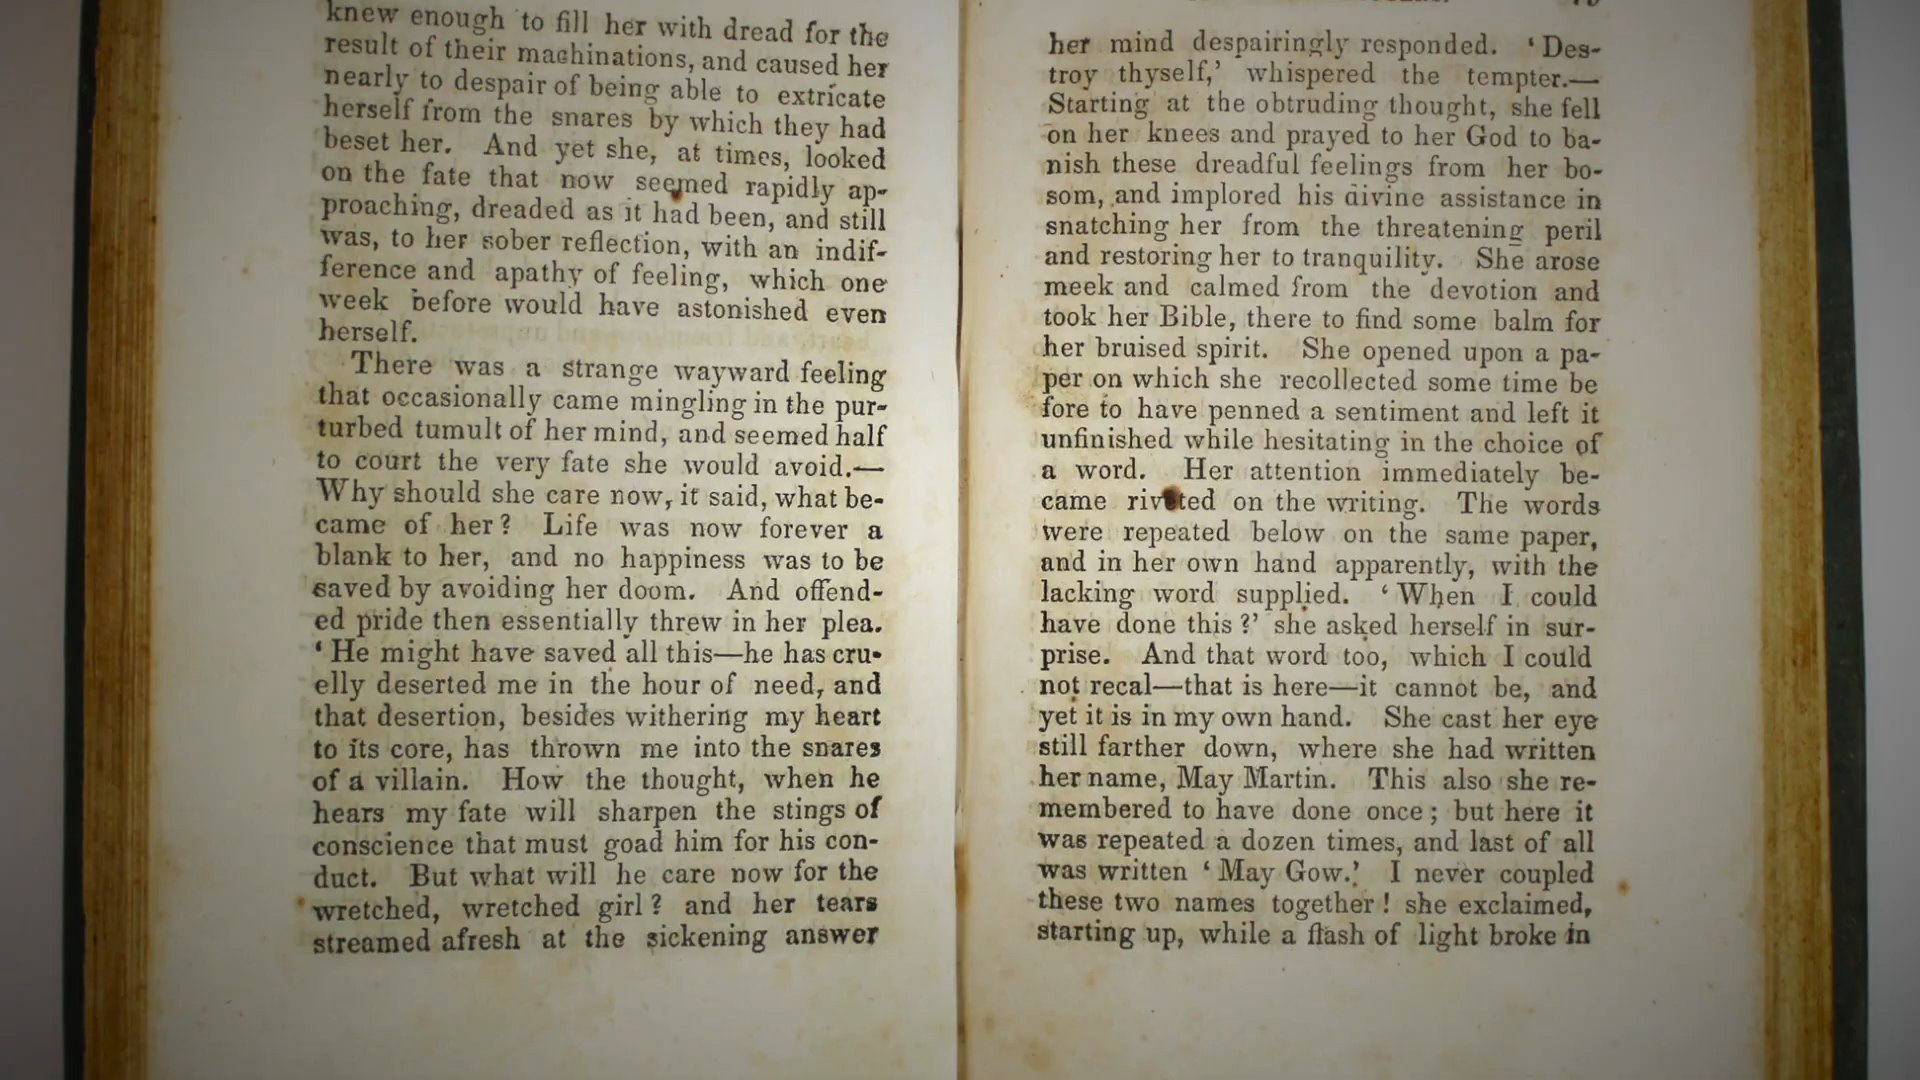 knew enough to fill her with dread for the
result of their machinations, and caused her
nearly to despair of being able to extricate
herself from the snares by which they had
beset her. And yet she, at times, looked
on the fate that now seemed rapidly ap-
proaching, dreaded as it had been, and still
was, to her sober reflection, with an indif-
ference and apathy of feeling, which one
week before would have astonished even
herself.
There was a strange wayward feeling
that occasionally came mingling in the pur-
turbed tumult of her mind, and seemed half
to court the very fate she would avoid.—
Why should she care now, it said, what be-
came of her? Life was now forever a
blank to her, and no happiness was to be
saved by avoiding her doom. And offend-
ed pride then essentially threw in her plea.
‘He might have saved all this—he has cru-
elly deserted me in the hour of need, and
that desertion, besides withering my heart
to its core, has thrown me into the snares
of a villain. How the thought, when he
hears my fate will sharpen the stings of
conscience that must goad him for his con-
duct. But what will he care now for the
wretched, wretched girl? and her tears
streamed afresh at the sickening answer
her mind despairingly responded. ‘Des-
troy thyself,’ whispered the tempter.—
Starting at the obtruding thought, she fell
on her knees and prayed to her God to ba-
nish these dreadful feelings from her bo-
som, and implored his divine assistance in
snatching her from the threatening peril
and restoring her to tranquility. She arose
meek and calmed from the devotion and
took her Bible, there to find some balm for
her bruised spirit. She opened upon a pa-
per on which she recollected some time be
fore to have penned a sentiment and left it
unfinished while hesitating in the choice of
a word. Her attention immediately be-
came riveted on the writing. The words
were repeated below on the same paper,
and in her own hand apparently, with the
lacking word supplied. ‘When I could
have done this?’ she asked herself in sur-
prise. And that word too, which I could
not recal—that is here—it cannot be, and
yet it is in my own hand. She cast her eye
still farther down, where she had written
her name, May Martin. This also she re-
membered to have done once; but here it
was repeated a dozen times, and last of all
was written ‘May Gow.’ I never coupled
these two names together! she exclaimed,
starting up, while a flash of light broke in